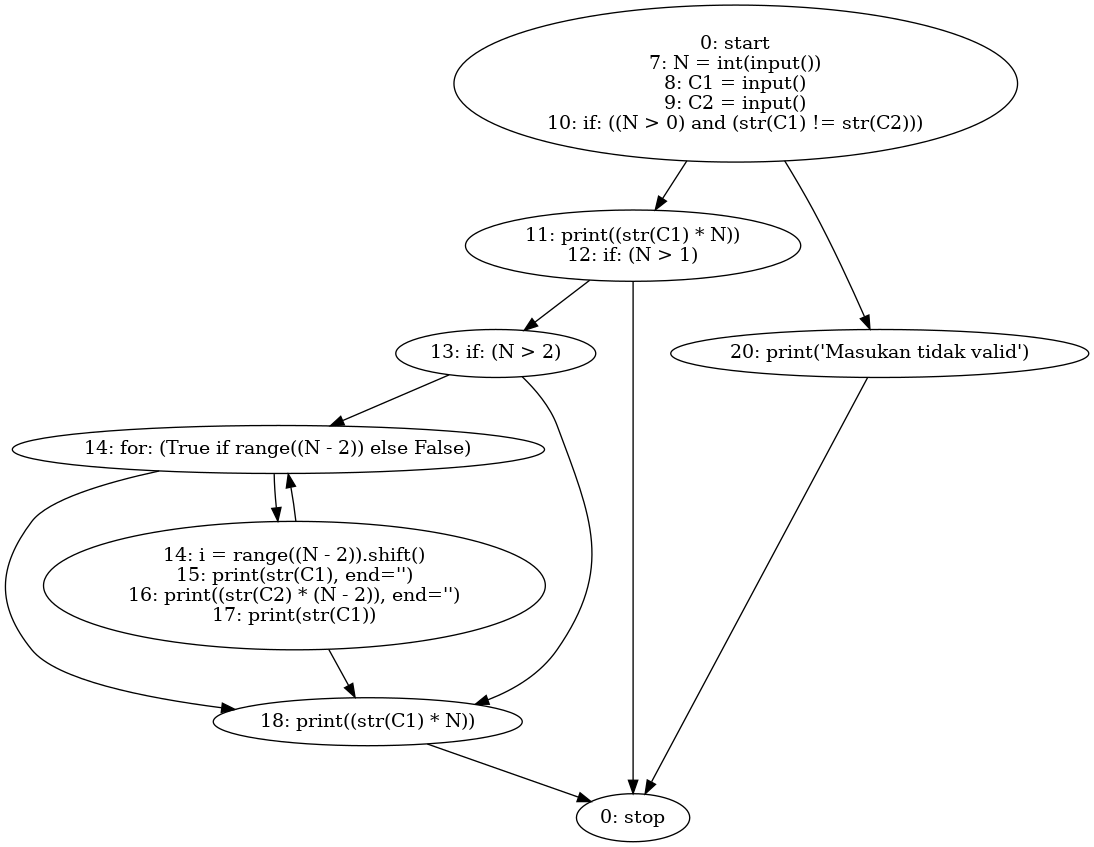 0: start
7: N = int(input())
8: C1 = input()
9: C2 = input()
10: if: ((N > 0) and (str(C1) != str(C2)))
11: print((str(C1) * N))
12: if: (N > 1)
13: if: (N > 2)
20: print('Masukan tidak valid')
14: for: (True if range((N - 2)) else False)
14: i = range((N - 2)).shift()
15: print(str(C1), end='')
16: print((str(C2) * (N - 2)), end='')
17: print(str(C1))
18: print((str(C1) * N))
0: stop